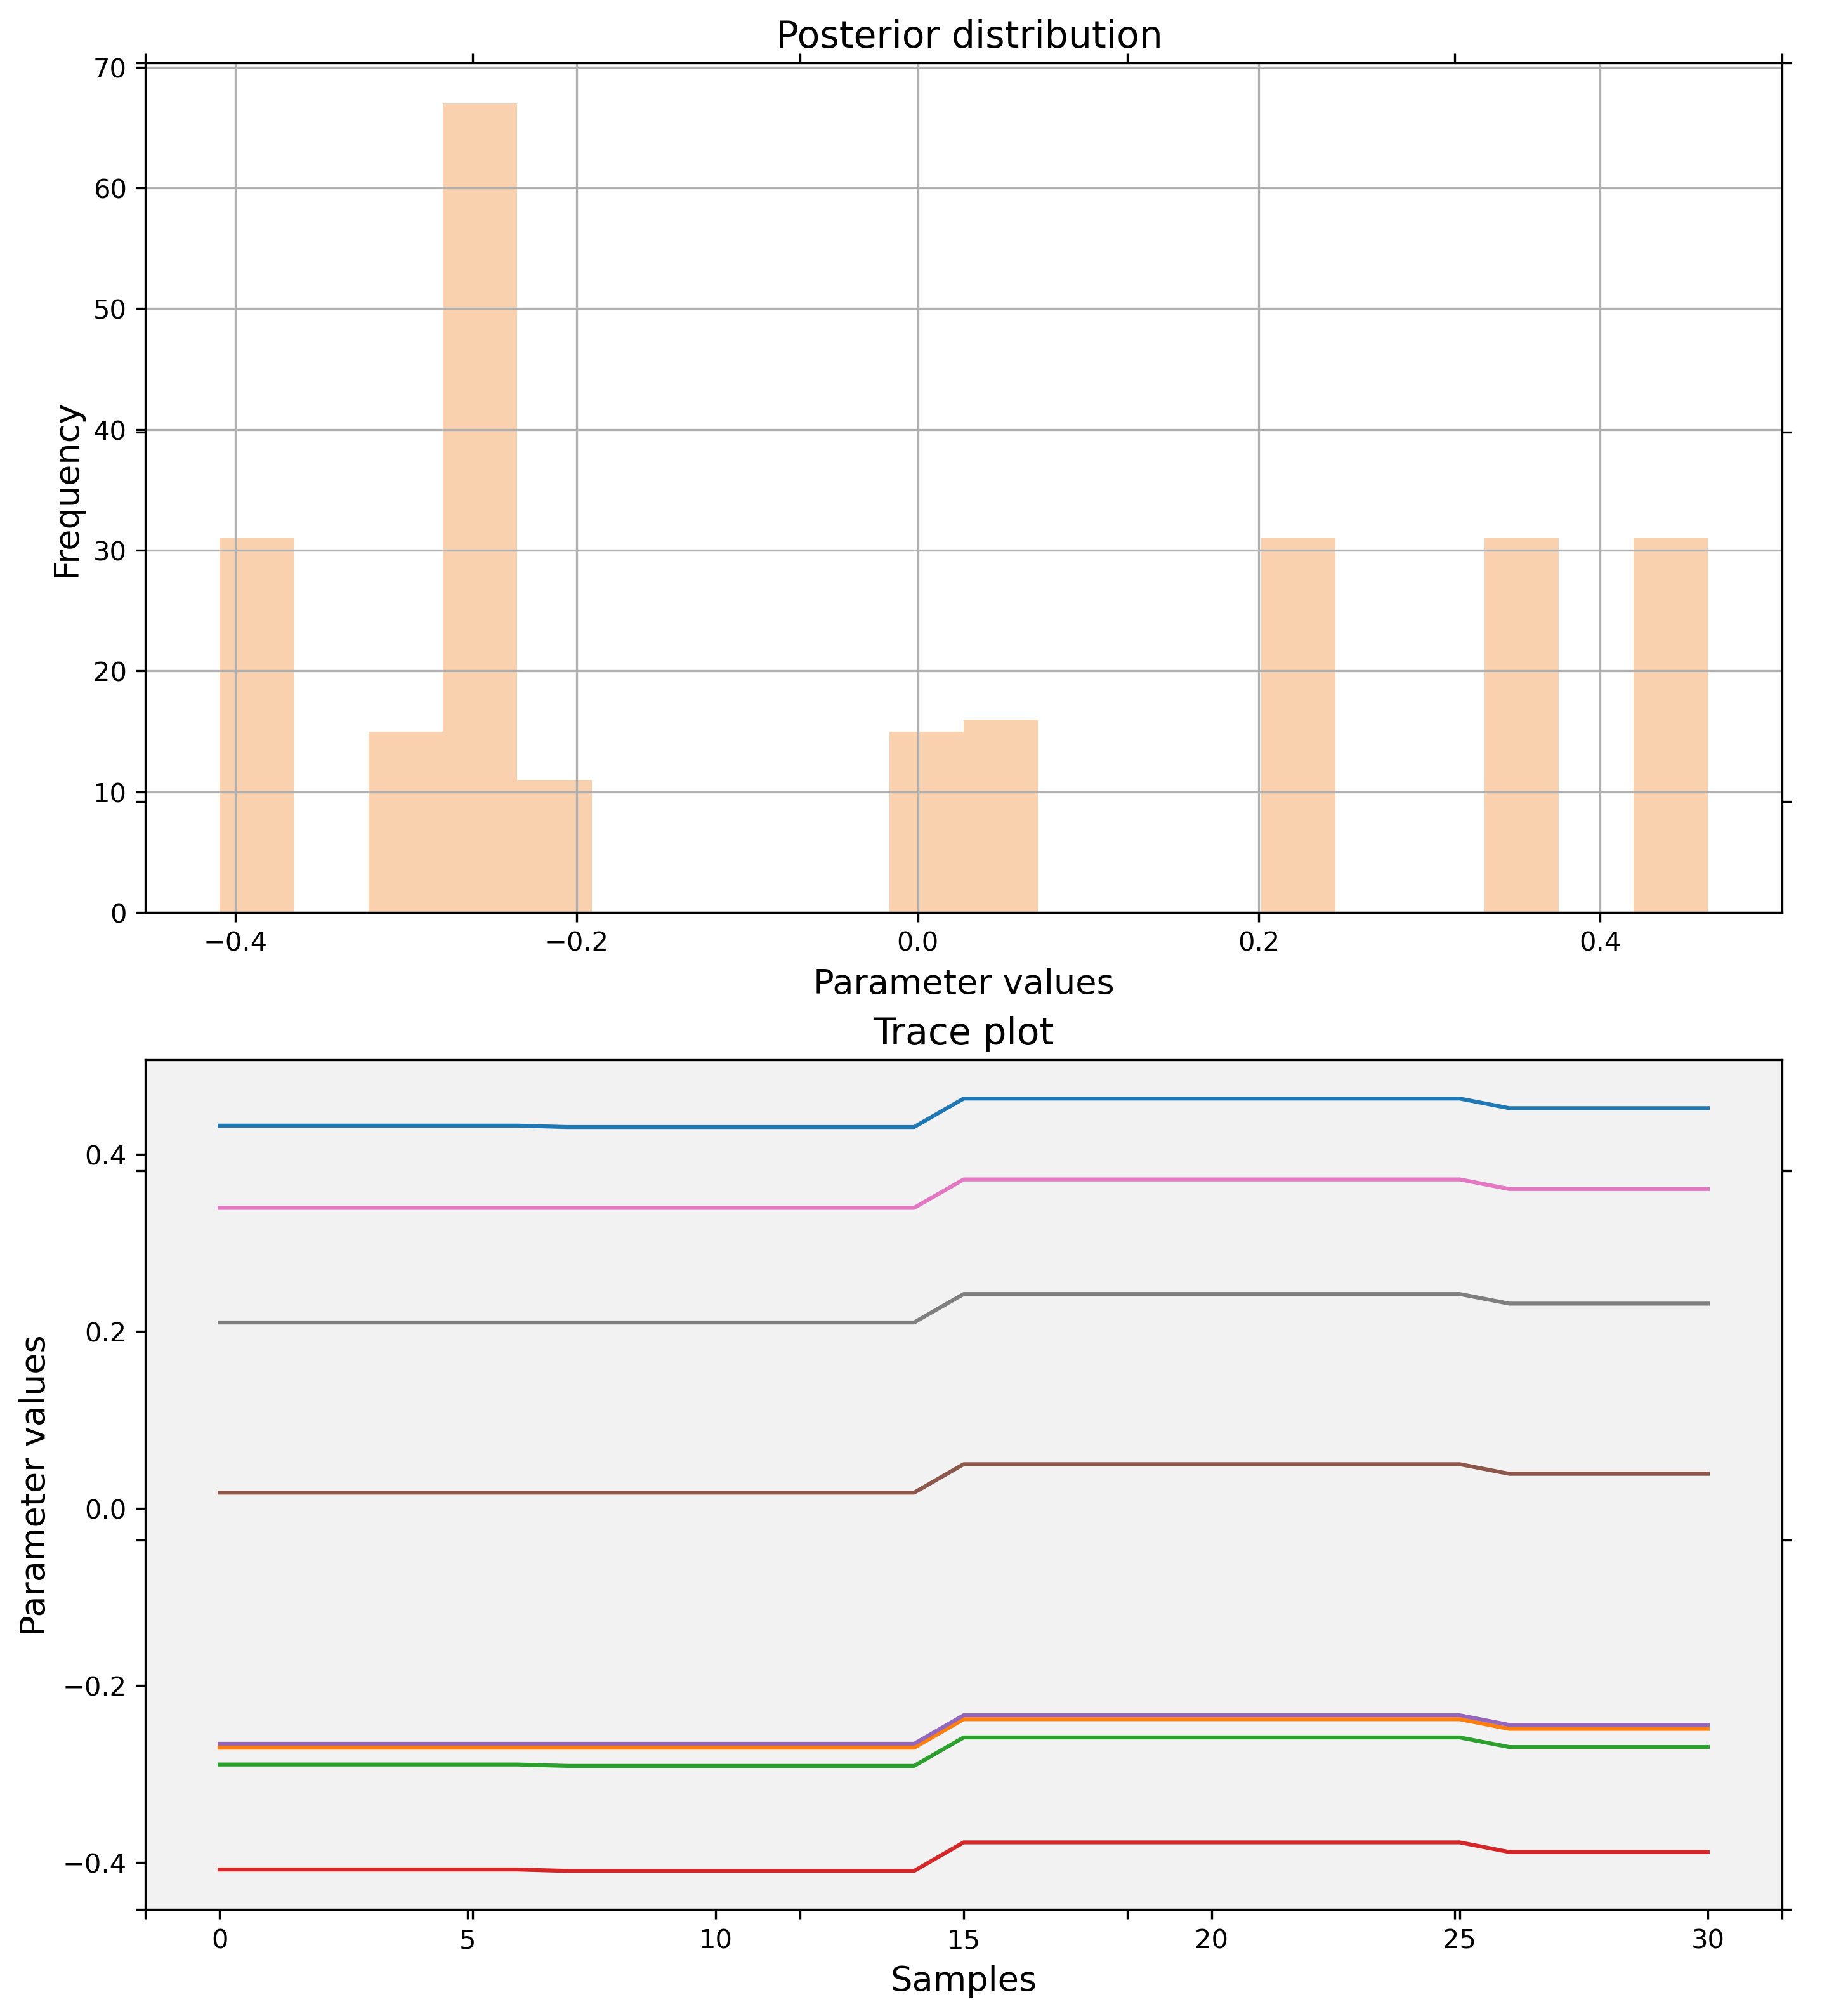 Posterior distribution
70
60
50
40
30
20
10
0
Frequency
−0.4 −0.2 0.0 0.2 0.4
Parameter values
Trace plot
0.4
0.2
0.0
−0.2
−0.4
Parameter values
0 5 10 15 20 25 30
Samples